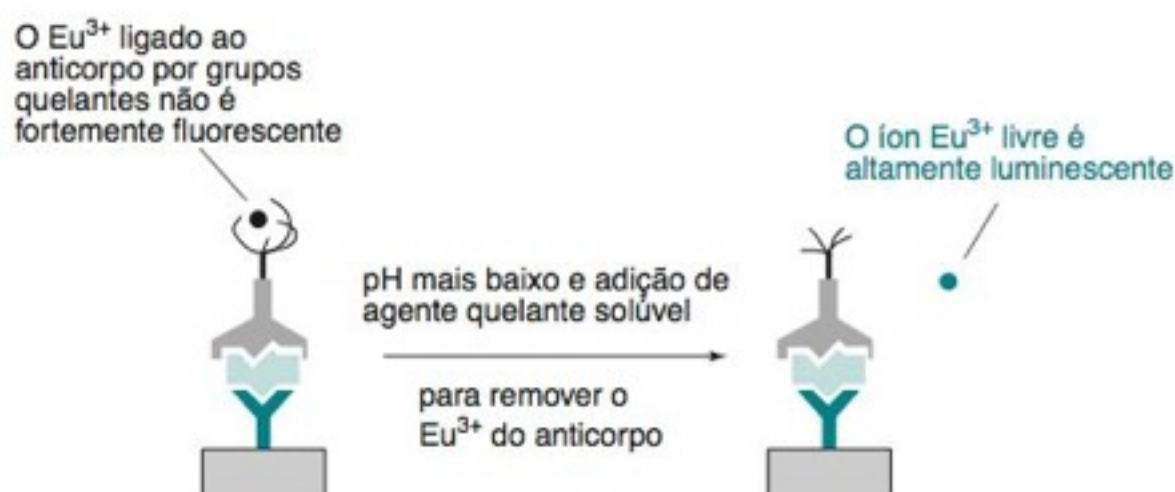 O Eu³⁺ ligado ao
anticorpo por grupos
quelantes não é
fortemente fluorescente
O íon Eu³⁺ livre é
altamente luminescente
pH mais baixo e adição de
agente quelante solúvel
para remover o
Eu³⁺ do anticorpo